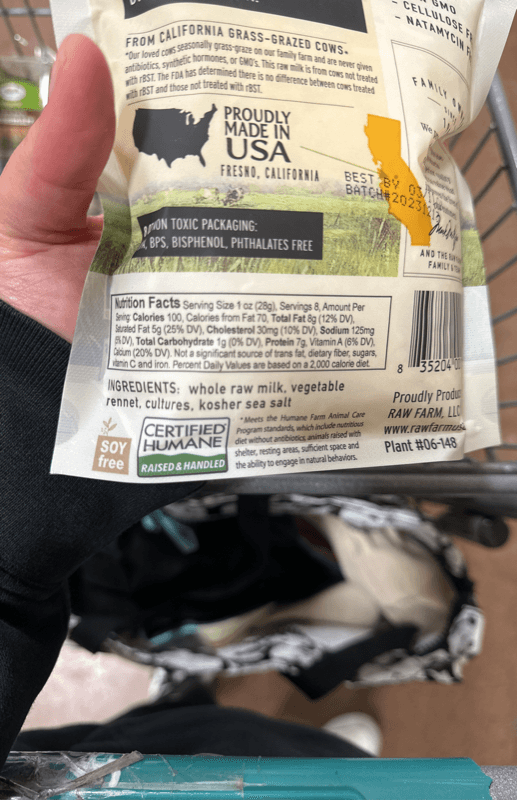 GMO
- CELLULOSE
- NATAMYCIN
FROM CALIFORNIA GRASS-GRAZED COWS-
"Our loved cows seasonally grass-graze on our family farm and are never given
antibiotics, synthetic hormones, or GMO's. This raw milk is from cows not treated
with rBST. The FDA has determined there is no difference between cows treated
with rBST and those not treated with rBST.
PROUDLY
MADE IN
USA
FRESNO, CALIFORNIA
FAMILY
BEST BY
BATCH#
NON TOXIC PACKAGING:
BPS, BISPHENOL, PHTHALATES FREE
AND THE
FAMILY &
Nutrition Facts Serving Size 1 oz (28g), Servings 8, Amount Per
Serving: Calories 100, Calories from Fat 70, Total Fat 8g (12% DV),
Saturated Fat 5g (25% DV), Cholesterol 30mg (10% DV), Sodium 125mg
(5% DV), Total Carbohydrate 1g (0% DV), Protein 7g, Vitamin A (6% DV),
Calcium (20% DV). Not a significant source of trans fat, dietary fiber, sugars,
vitamin C and iron. Percent Daily Values are based on a 2,000 calorie diet.
8 35204
INGREDIENTS: whole raw milk, vegetable
rennet, cultures, kosher sea salt
SOY
free
CERTIFIED
HUMANE
RAISED & HANDLED
*Meets the Humane Farm Animal Care
Program standards, which include nutritious
diet without antibiotics, animals raised with
shelter, resting areas, sufficient space and
the ability to engage in natural behaviors.
Proudly Produc
RAW FARM, LLC
www.rawfarmusa
Plant #06-148